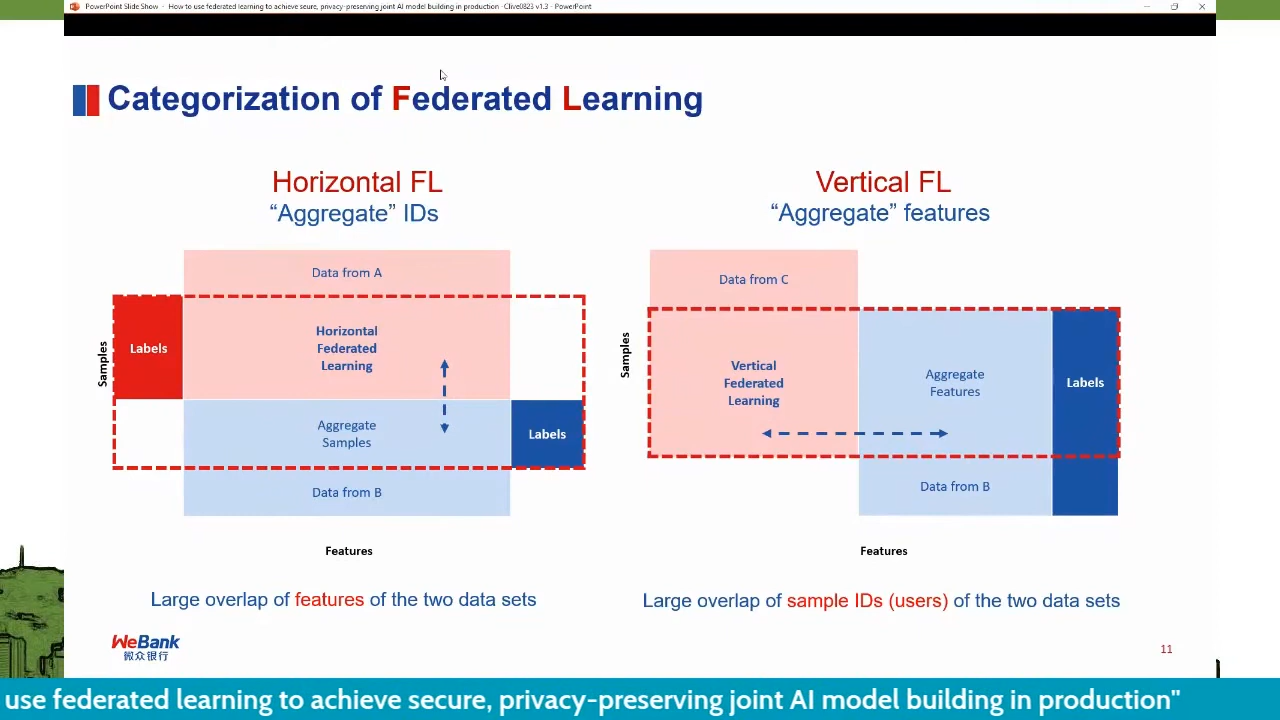 PowerPoint Slide Show - How to use federated learning to achieve seure, privacy-preserving joint AI model building in production - Clive0823 v1.3 - PowerPoint
Categorization of Federated Learning
Horizontal FL
“Aggregate” IDs
Data from A
Labels
Horizontal
Federated
Learning
Samples
Aggregate
Samples
Labels
Data from B
Features
Large overlap of features of the two data sets
Vertical FL
“Aggregate” features
Data from C
Samples
Vertical
Federated
Learning
Aggregate
Features
Labels
Data from B
Features
Large overlap of sample IDs (users) of the two data sets
WeBank
微众银行
11
use federated learning to achieve secure, privacy-preserving joint AI model building in production"